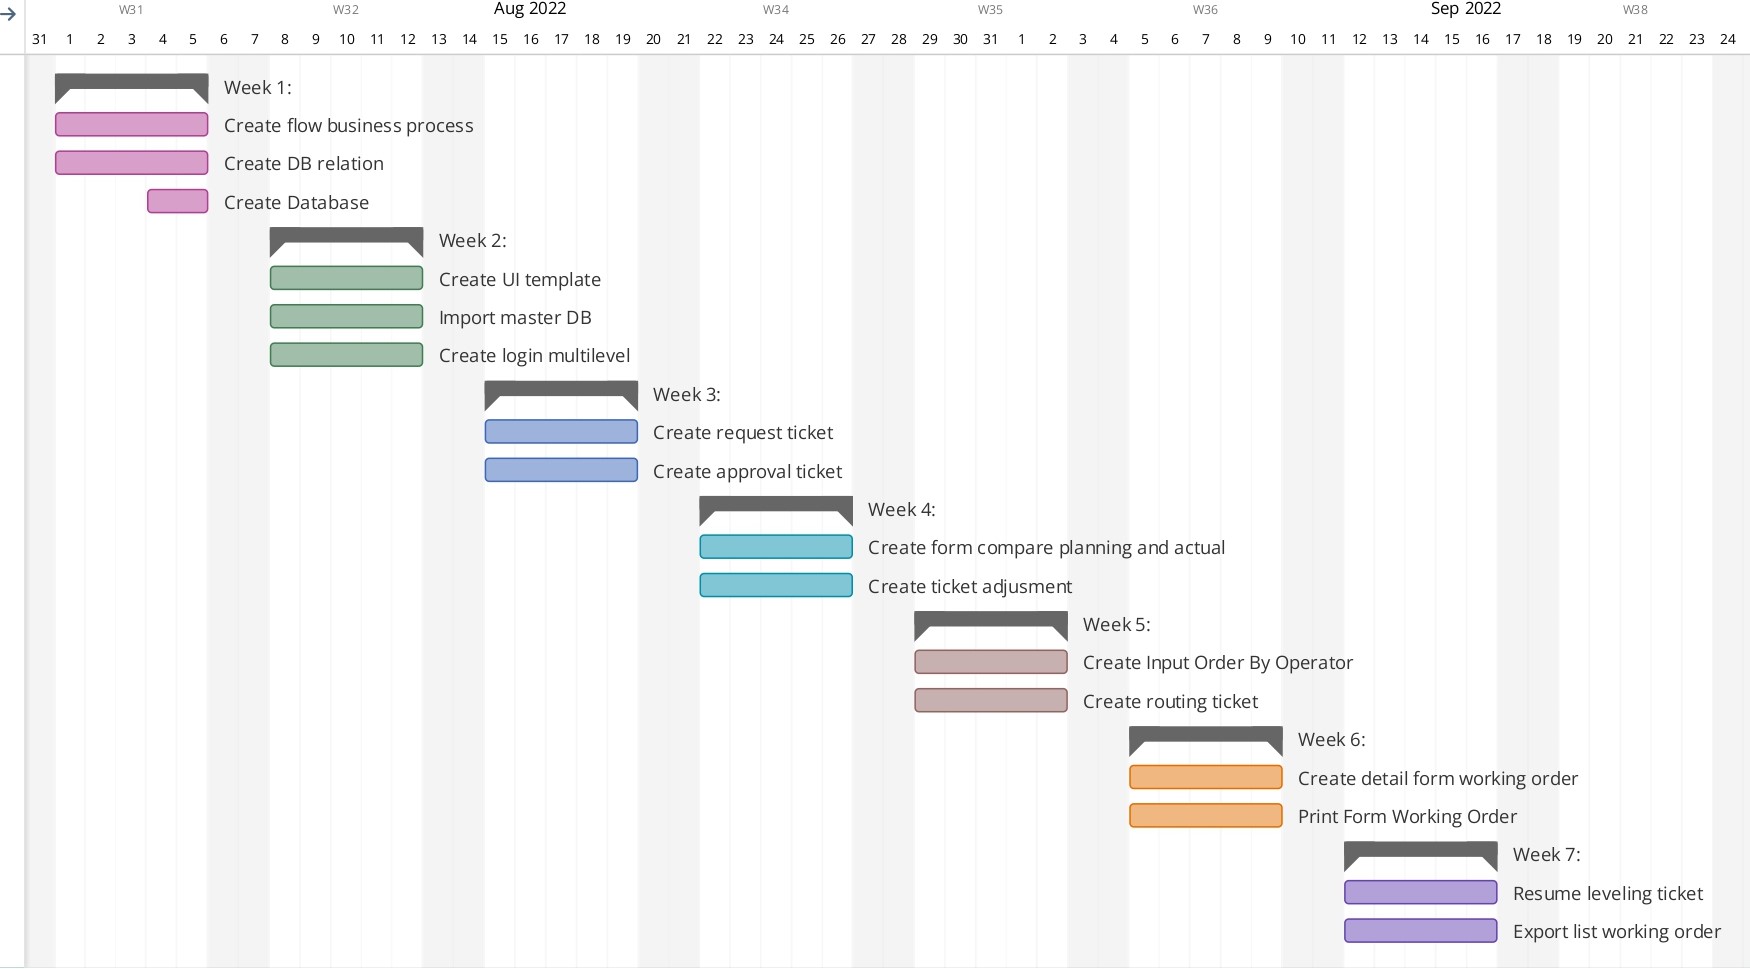 W31 W32 Aug 2022 W34 W35 W36 Sep 2022 W38
31 1 2 3 4 5 6 7 8 9 10 11 12 13 14 15 16 17 18 19 20 21 22 23 24 25 26 27 28 29 30 31 1 2 3 4 5 6 7 8 9 10 11 12 13 14 15 16 17 18 19 20 21 22 23 24
Week 1:
Create flow business process
Create DB relation
Create Database
Week 2:
Create UI template
Import master DB
Create login multilevel
Week 3:
Create request ticket
Create approval ticket
Week 4:
Create form compare planning and actual
Create ticket adjusment
Week 5:
Create Input Order By Operator
Create routing ticket
Week 6:
Create detail form working order
Print Form Working Order
Week 7:
Resume leveling ticket
Export list working order